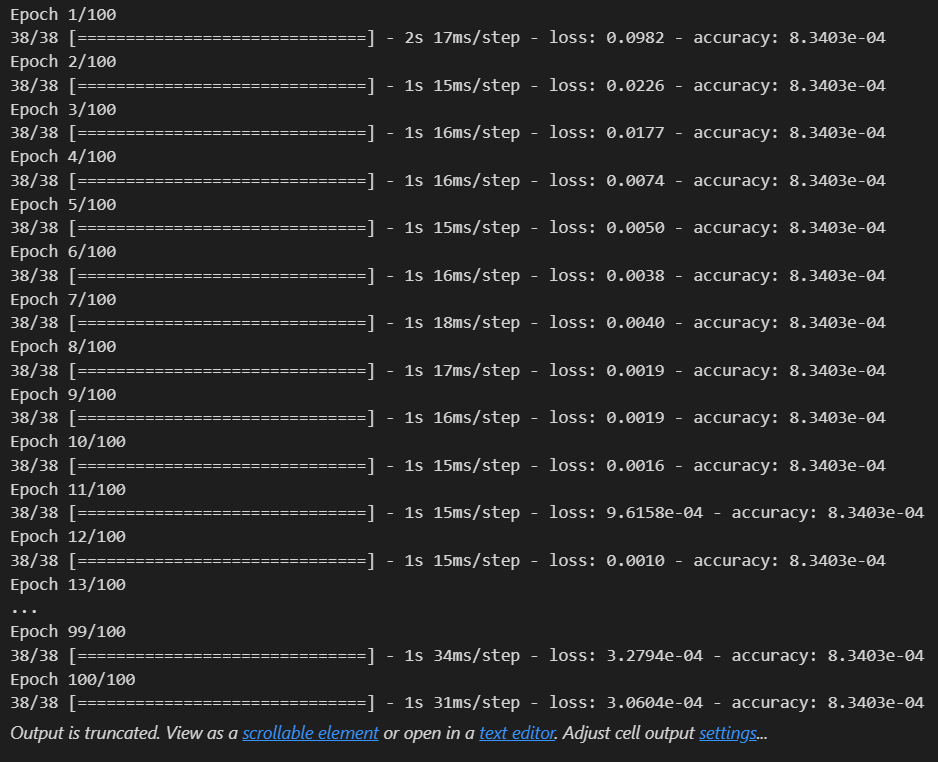 Epoch 1/100
38/38 [==============================] - 2s 17ms/step - loss: 0.0982 - accuracy: 8.3403e-04
Epoch 2/100
38/38 [==============================] - 1s 15ms/step - loss: 0.0226 - accuracy: 8.3403e-04
Epoch 3/100
38/38 [==============================] - 1s 16ms/step - loss: 0.0177 - accuracy: 8.3403e-04
Epoch 4/100
38/38 [==============================] - 1s 16ms/step - loss: 0.0074 - accuracy: 8.3403e-04
Epoch 5/100
38/38 [==============================] - 1s 15ms/step - loss: 0.0050 - accuracy: 8.3403e-04
Epoch 6/100
38/38 [==============================] - 1s 16ms/step - loss: 0.0038 - accuracy: 8.3403e-04
Epoch 7/100
38/38 [==============================] - 1s 18ms/step - loss: 0.0040 - accuracy: 8.3403e-04
Epoch 8/100
38/38 [==============================] - 1s 17ms/step - loss: 0.0019 - accuracy: 8.3403e-04
Epoch 9/100
38/38 [==============================] - 1s 16ms/step - loss: 0.0019 - accuracy: 8.3403e-04
Epoch 10/100
38/38 [==============================] - 1s 15ms/step - loss: 0.0016 - accuracy: 8.3403e-04
Epoch 11/100
38/38 [==============================] - 1s 15ms/step - loss: 9.6158e-04 - accuracy: 8.3403e-04
Epoch 12/100
38/38 [==============================] - 1s 15ms/step - loss: 0.0010 - accuracy: 8.3403e-04
Epoch 13/100
...
Epoch 99/100
38/38 [==============================] - 1s 34ms/step - loss: 3.2794e-04 - accuracy: 8.3403e-04
Epoch 100/100
38/38 [==============================] - 1s 31ms/step - loss: 3.0604e-04 - accuracy: 8.3403e-04
Output is truncated. View as a scrollable element or open in a text editor. Adjust cell output settings...